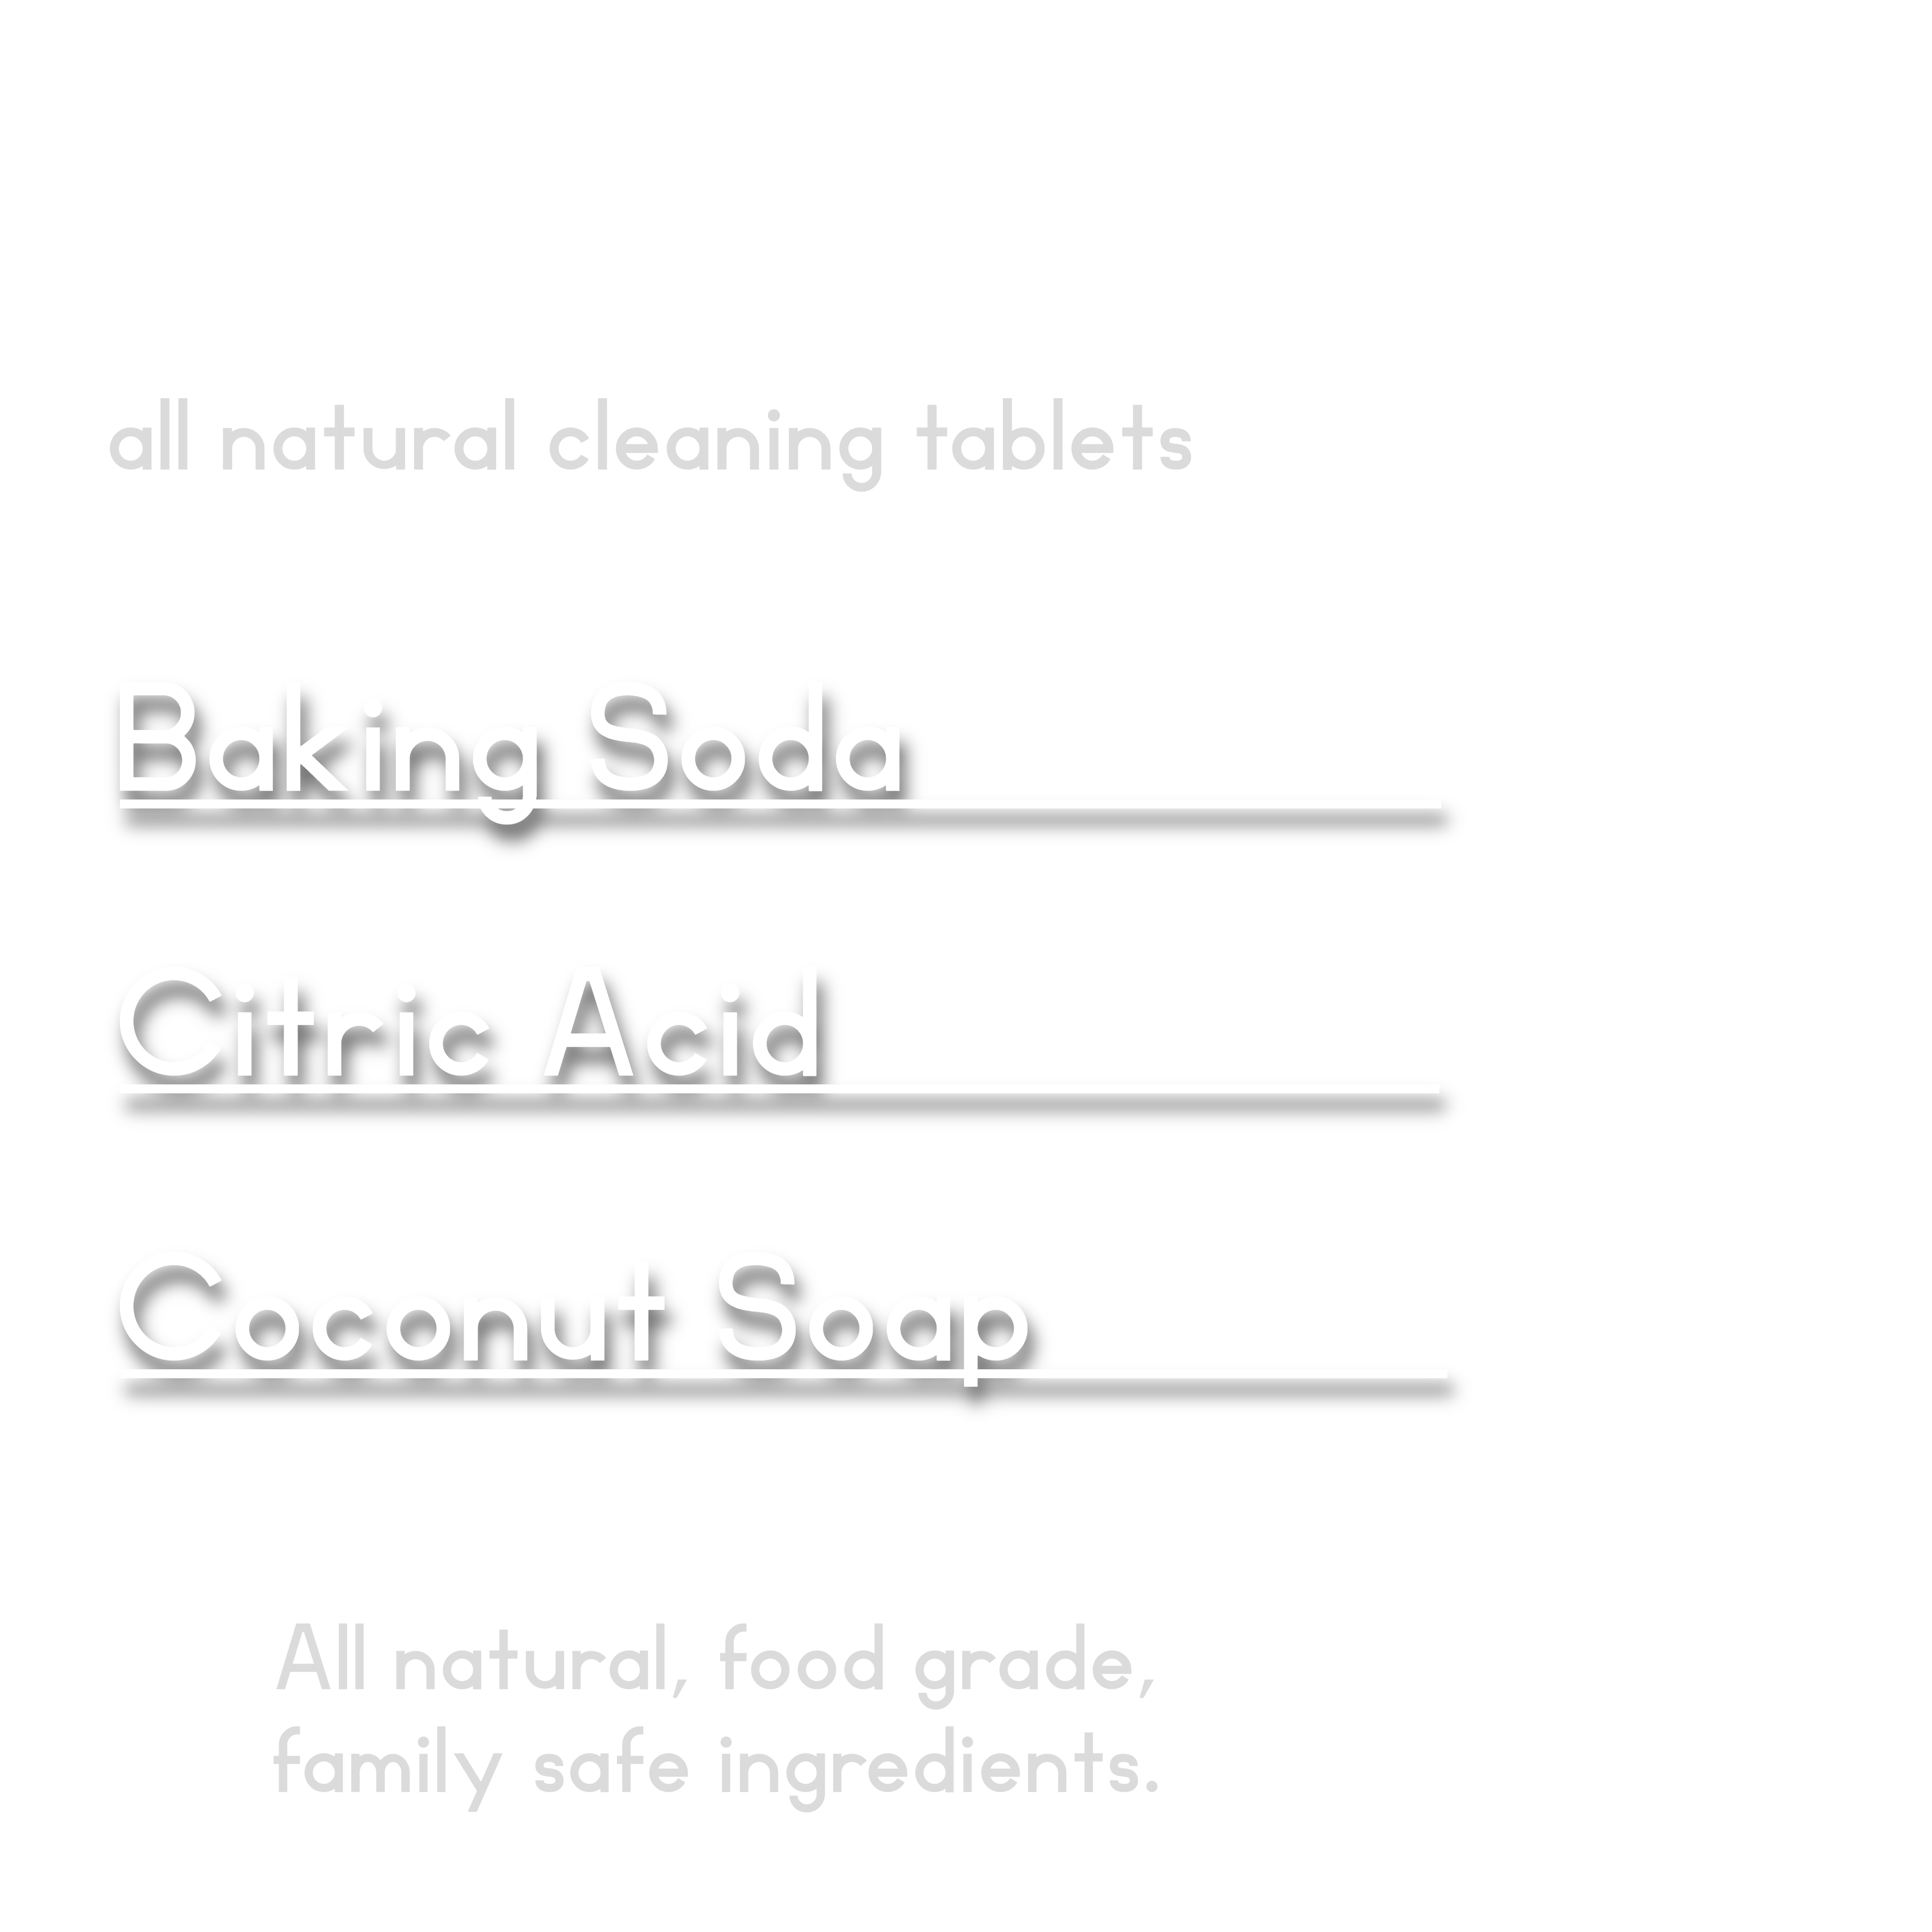 all natural cleaning tablets
Baking Soda
Citric Acid
Coconut Soap
All natural, food grade,
family safe ingredients.